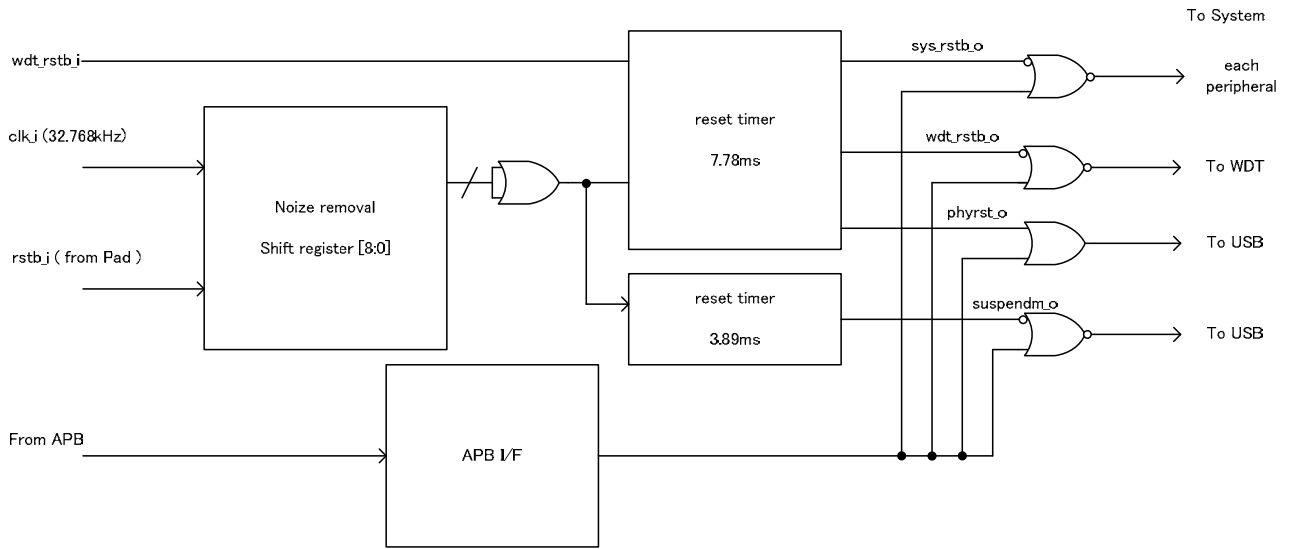 To System
wdt_rstb_i
sys_rstb_o
each
peripheral
clk_i (32.768kHz)
reset timer
7.78ms
wdt_rstb_o
To WDT
Noize removal
Shift register [8:0]
phyrst_o
To USB
rstb_i ( from Pad )
reset timer
3.89ms
suspendm_o
To USB
From APB
APB I/F